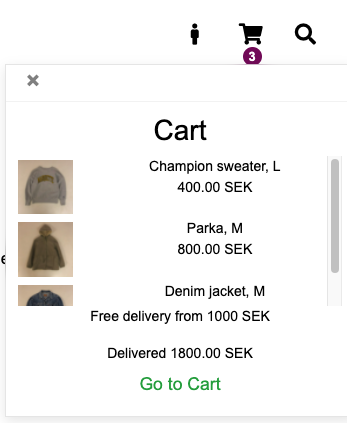 3
Cart
Champion sweater, L
400.00 SEK
Parka, M
800.00 SEK
Denim jacket, M
Free delivery from 1000 SEK
Delivered 1800.00 SEK
Go to Cart